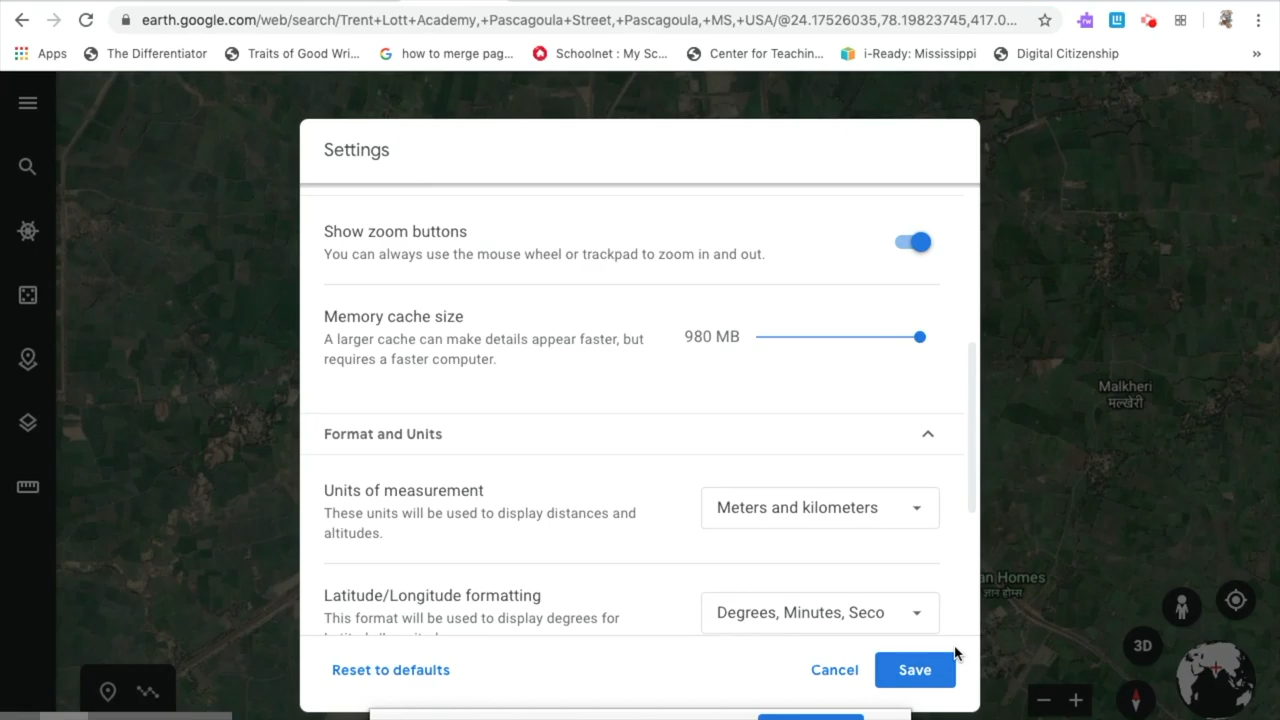 earth.google.com/web/search/Trent+Lott+Academy,+Pascagoula+Street,+Pascagoula,+MS,+USA/@24.17526035,78.19823745,417.0...
Apps The Differentiator Traits of Good Wri... how to merge pag... Schoolnet : My Sc... Center for Teachin... i-Ready: Mississippi Digital Citizenship »
Settings
Show zoom buttons
You can always use the mouse wheel or trackpad to zoom in and out.
Memory cache size
A larger cache can make details appear faster, but
requires a faster computer.
980 MB
Malkheri
मल्खेरी
Format and Units
Units of measurement
These units will be used to display distances and
altitudes.
Meters and kilometers
Latitude/Longitude formatting
This format will be used to display degrees for
Degrees, Minutes, Seco
an Homes
ज्ञान होम्स
3D
Reset to defaults
Cancel
Save